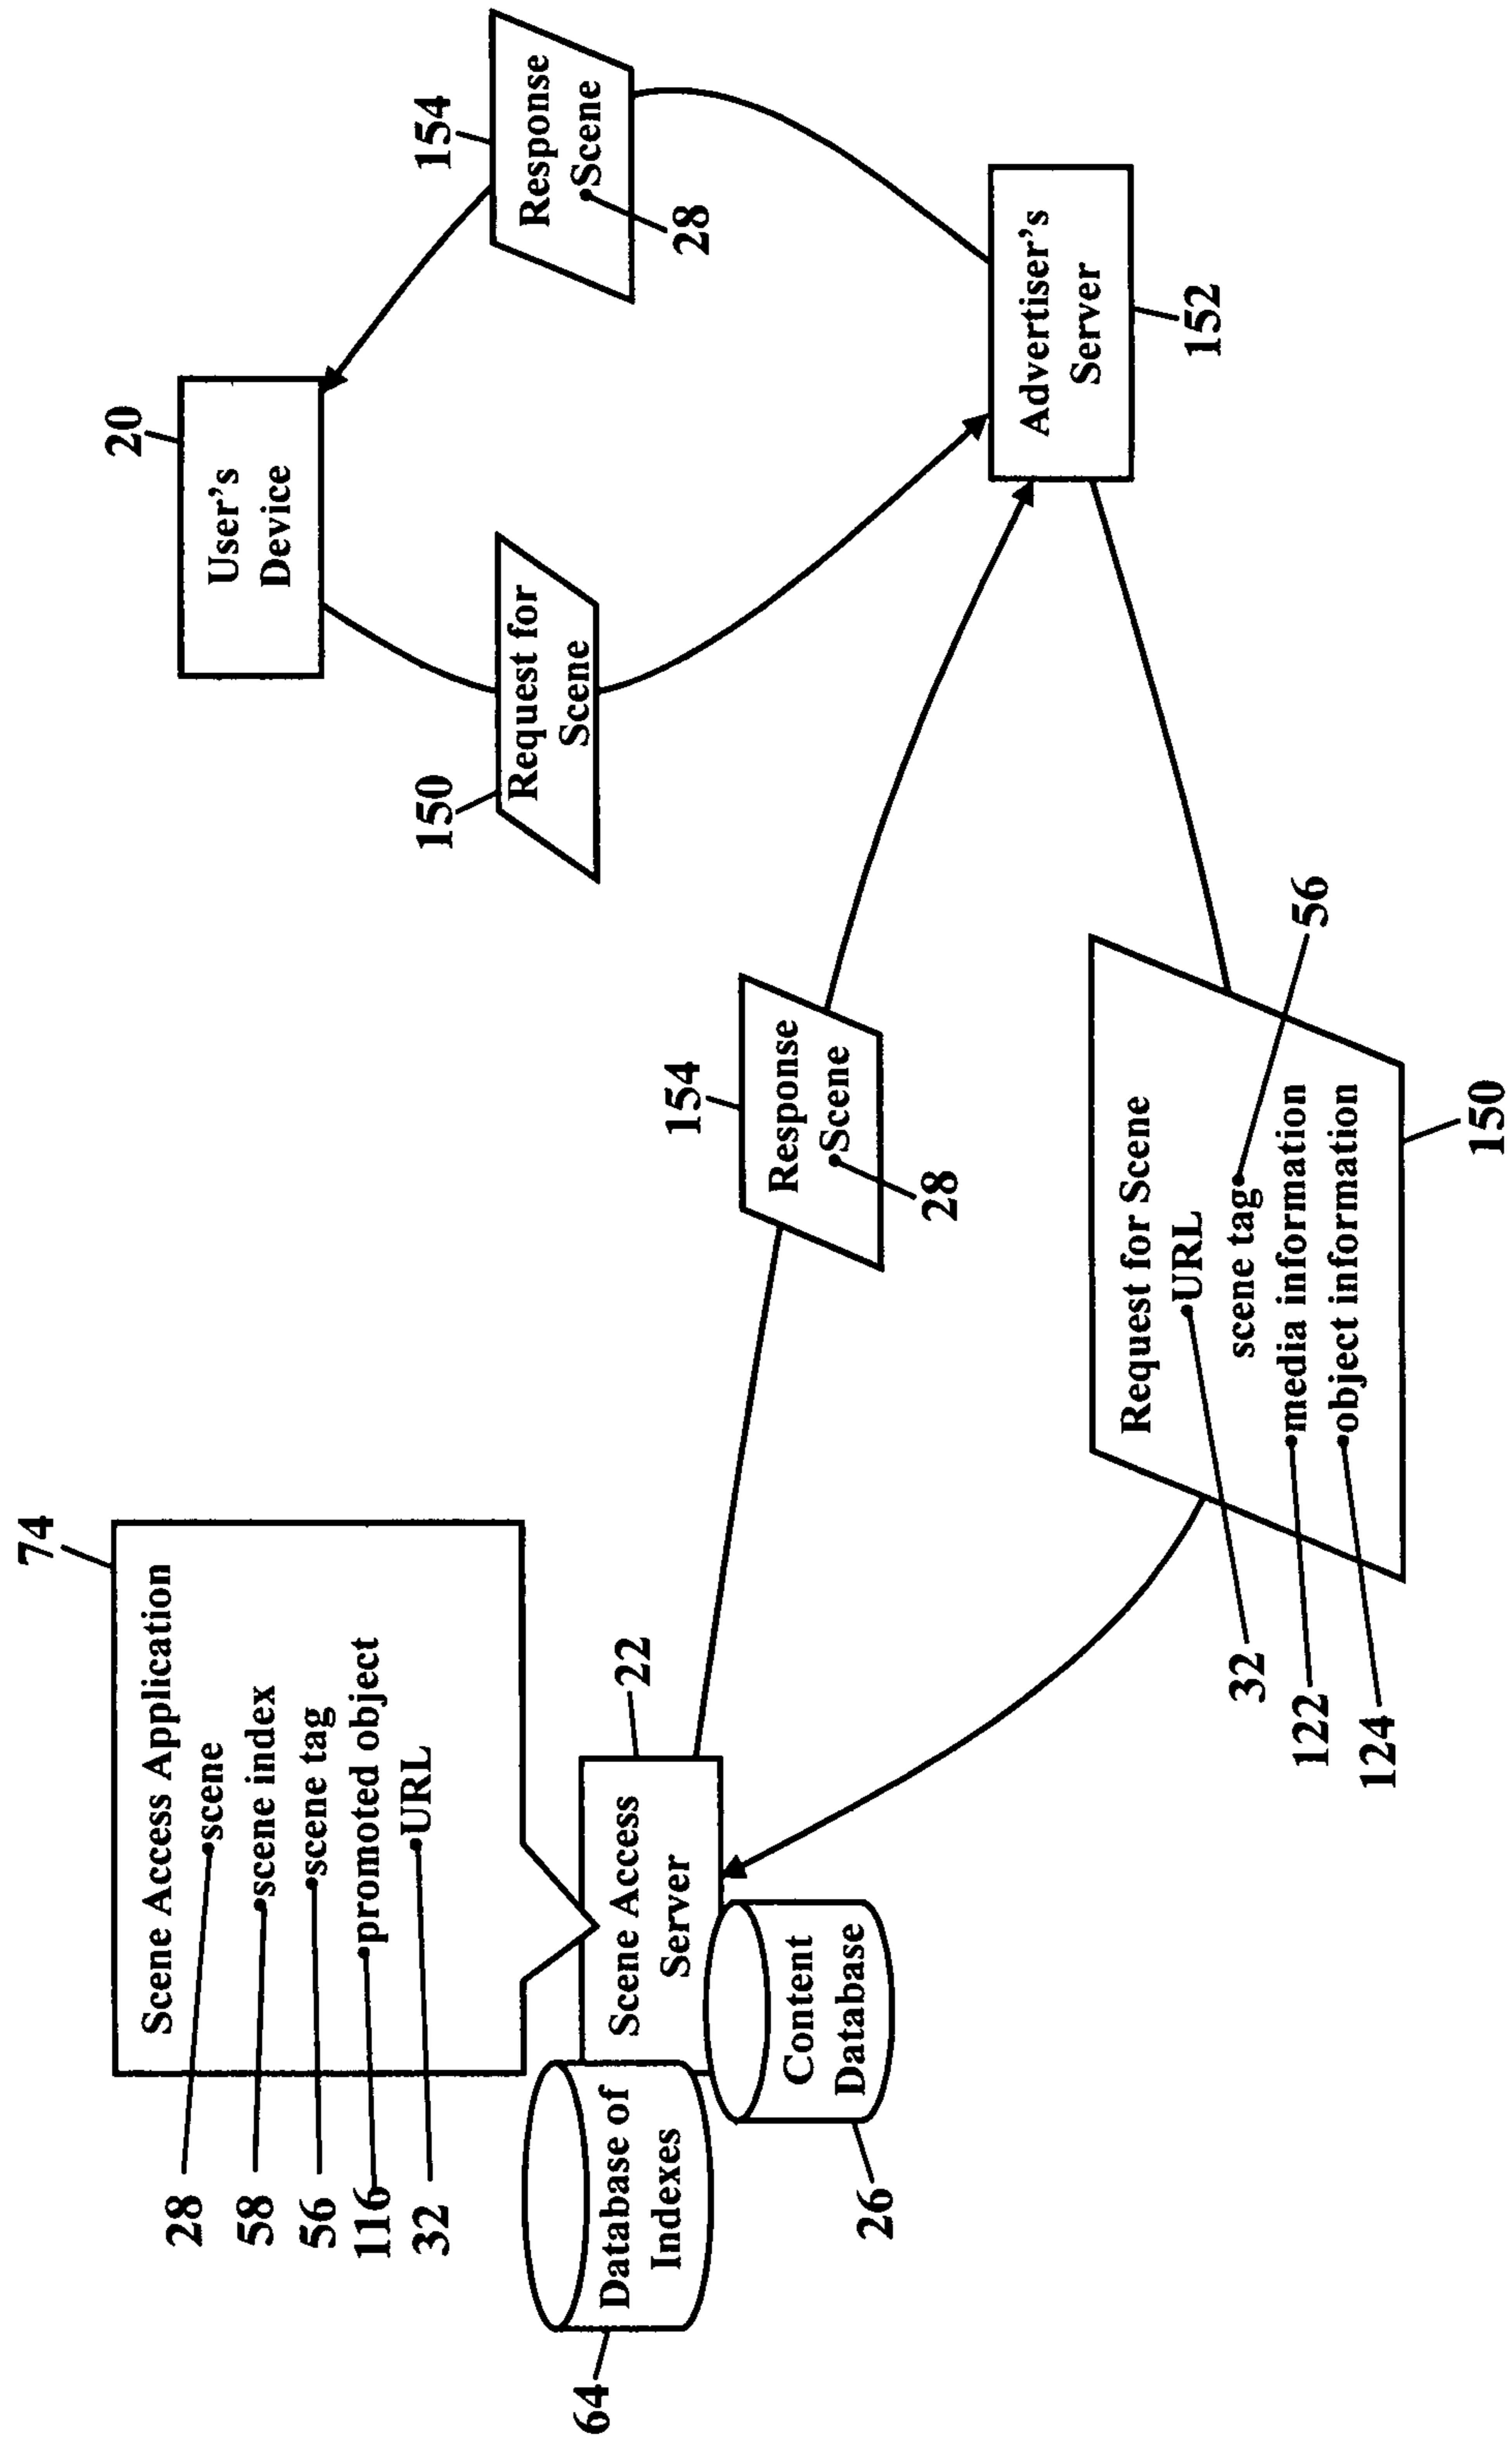 74
Scene Access Application
28
scene
58
scene index
56
scene tag
116
promoted object
32
URL
64
Database of
Indexes
Scene Access
Server
22
Content
Database
26
154
Response
Scene
28
Request for Scene
URL
scene tag
media information
object information
32
122
124
56
150
20
User's
Device
150
Request for
Scene
154
Response
Scene
28
Advertiser's
Server
152